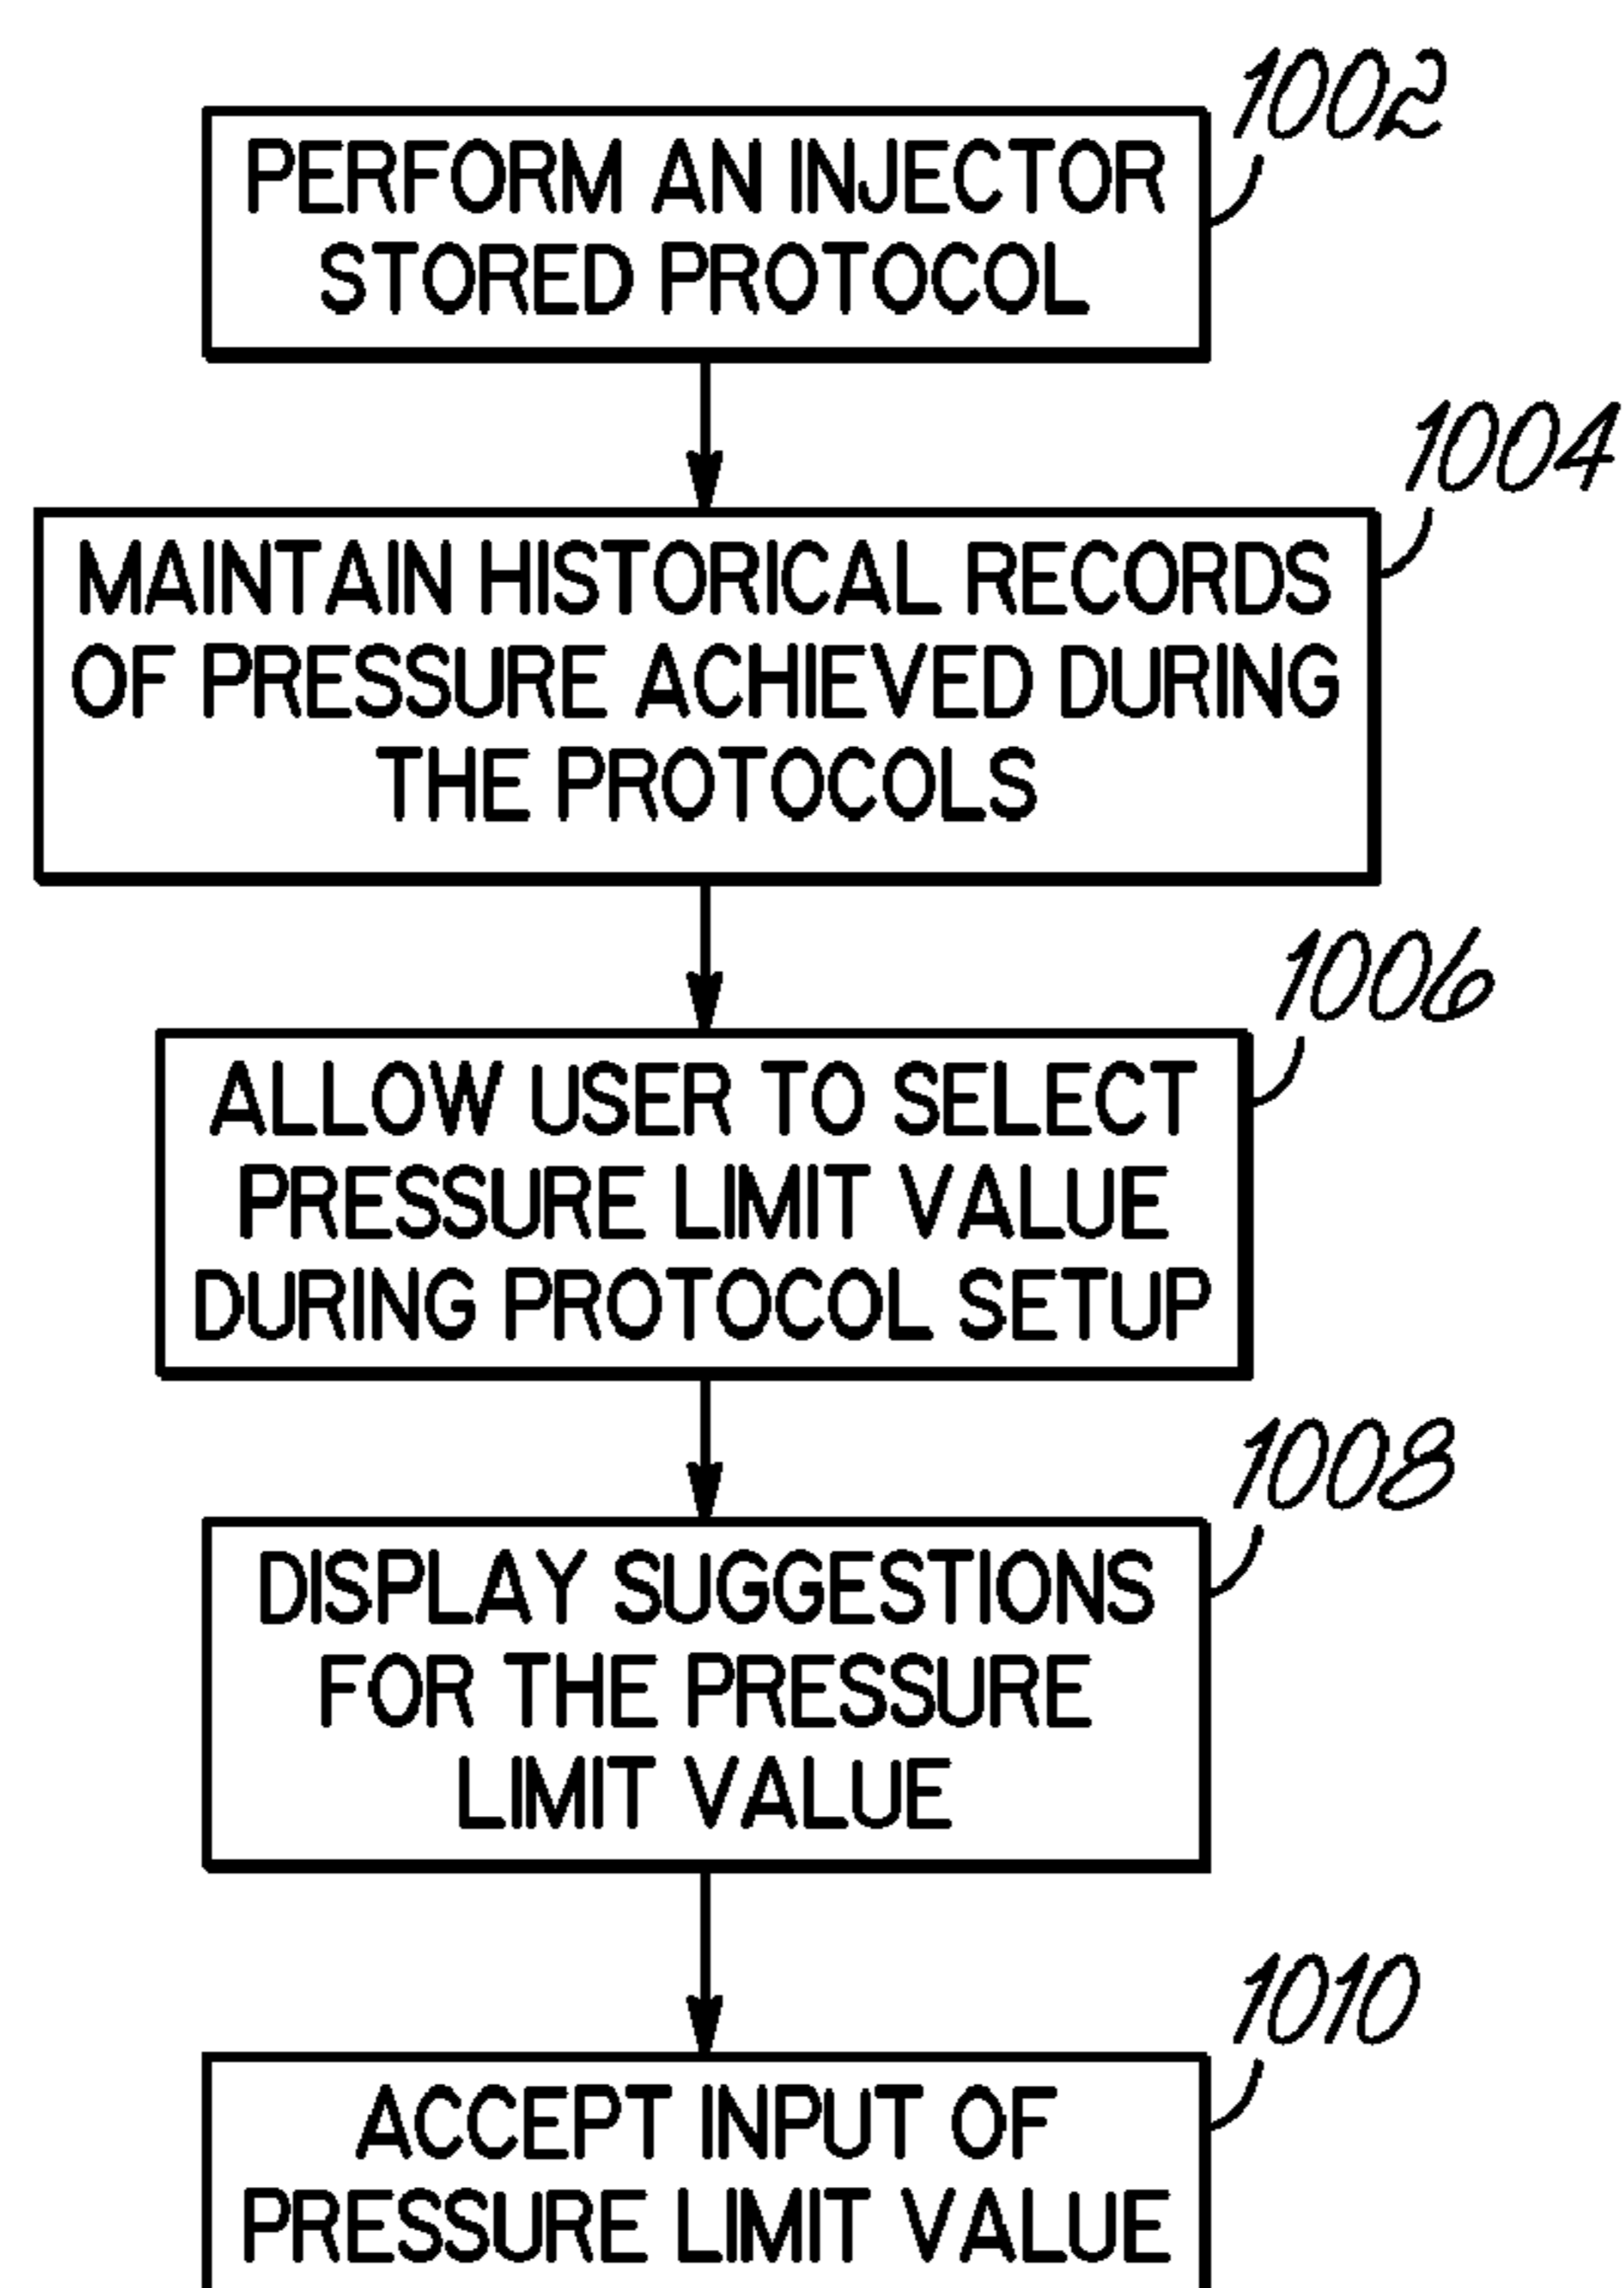 1002
PERFORM AN INJECTOR
STORED PROTOCOL
1004
MAINTAIN HISTORICAL RECORDS
OF PRESSURE ACHIEVED DURING
THE PROTOCOLS
1006
ALLOW USER TO SELECT
PRESSURE LIMIT VALUE
DURING PROTOCOL SETUP
1008
DISPLAY SUGGESTIONS
FOR THE PRESSURE
LIMIT VALUE
1010
ACCEPT INPUT OF
PRESSURE LIMIT VALUE